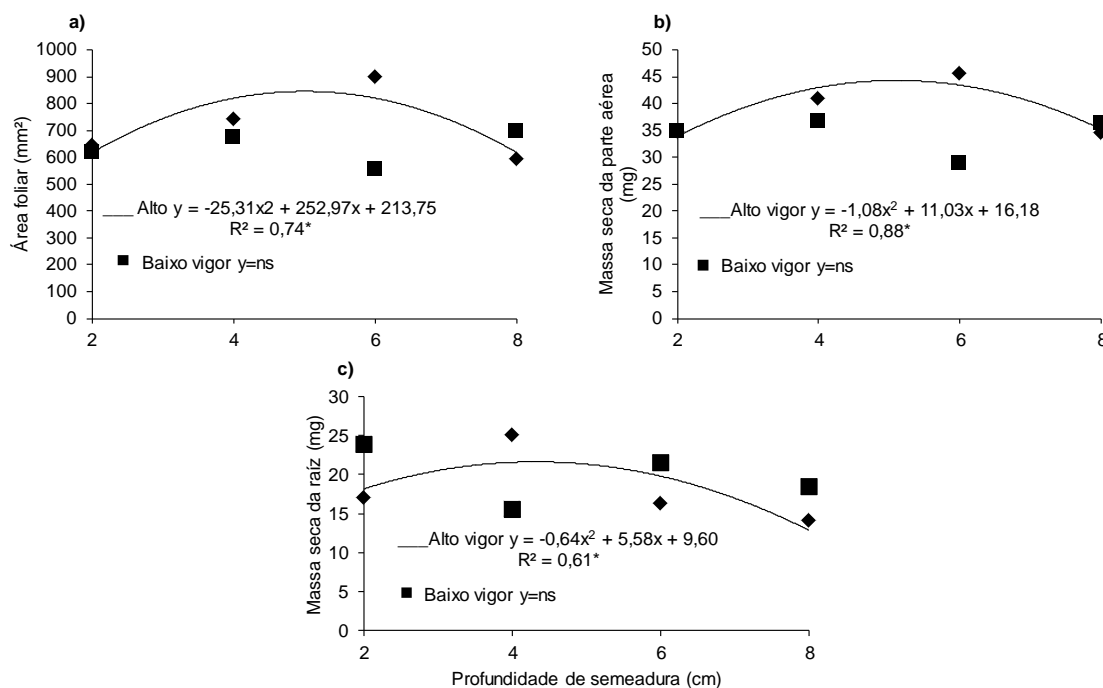 a)
Área foliar (mm²)
1000
900
800
700
600
500
400
300
200
100
0
2 4 6 8
___ Alto y = -25,31x2 + 252,97x + 213,75
R² = 0,74*
■ Baixo vigor y=ns
b)
Massa seca da parte aérea
(mg)
50
45
40
35
30
25
20
15
10
5
0
2 4 6 8
___Alto vigor y = -1,08x² + 11,03x + 16,18
R² = 0,88*
■ Baixo vigor y=ns
c)
Massa seca da raíz (mg)
30
25
20
15
10
5
0
2 4 6 8
___Alto vigor y = -0,64x² + 5,58x + 9,60
R² = 0,61*
■ Baixo vigor y=ns
Profundidade de semeadura (cm)